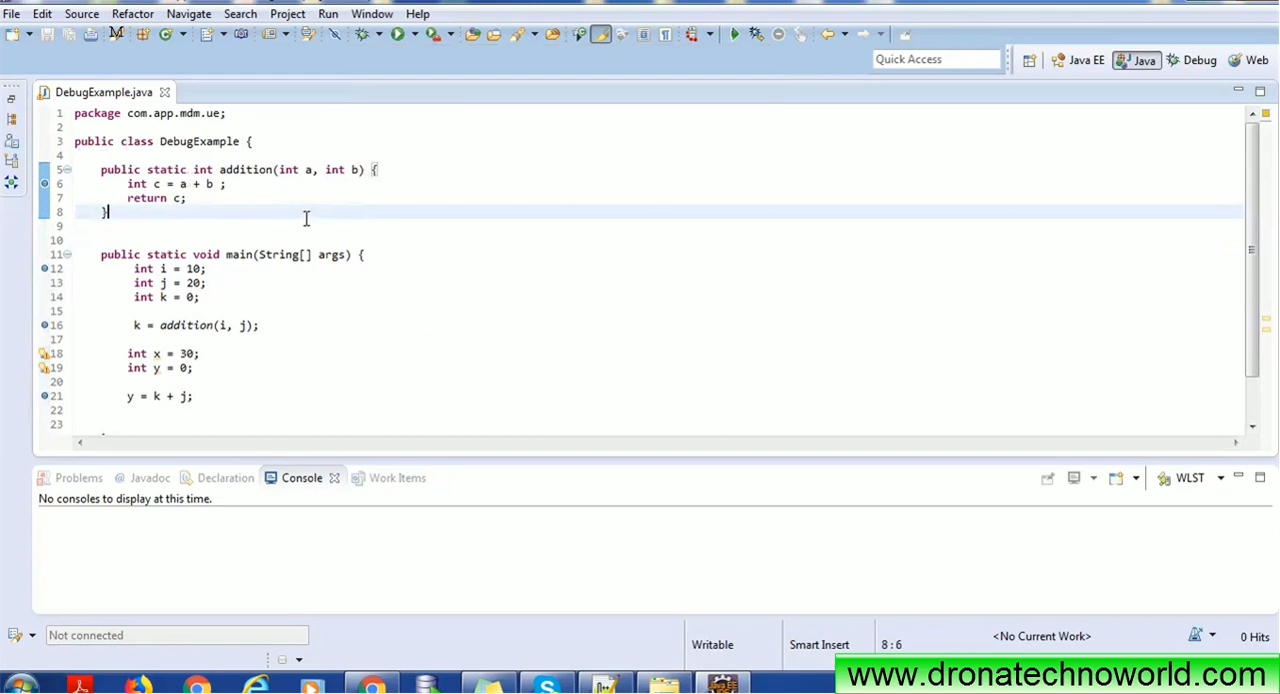 File Edit Source Refactor Navigate Search Project Run Window Help
Quick Access
Java EE
Java
Debug
Web
DebugExample.java
1 package com.app.mdm.ue;
2
3 public class DebugExample {
4
5 public static int addition(int a, int b) {
6 int c = a + b ;
7 return c;
8 }
9
10
11 public static void main(String[] args) {
12 int i = 10;
13 int j = 20;
14 int k = 0;
15
16 k = addition(i, j);
17
18 int x = 30;
19 int y = 0;
20
21 y = k + j;
22
23
Problems @ Javadoc Declaration Console Work Items
WLST
No consoles to display at this time.
Not connected
Writable
Smart Insert
8 : 6
<No Current Work>
0 Hits
www.dronatechnoworld.com